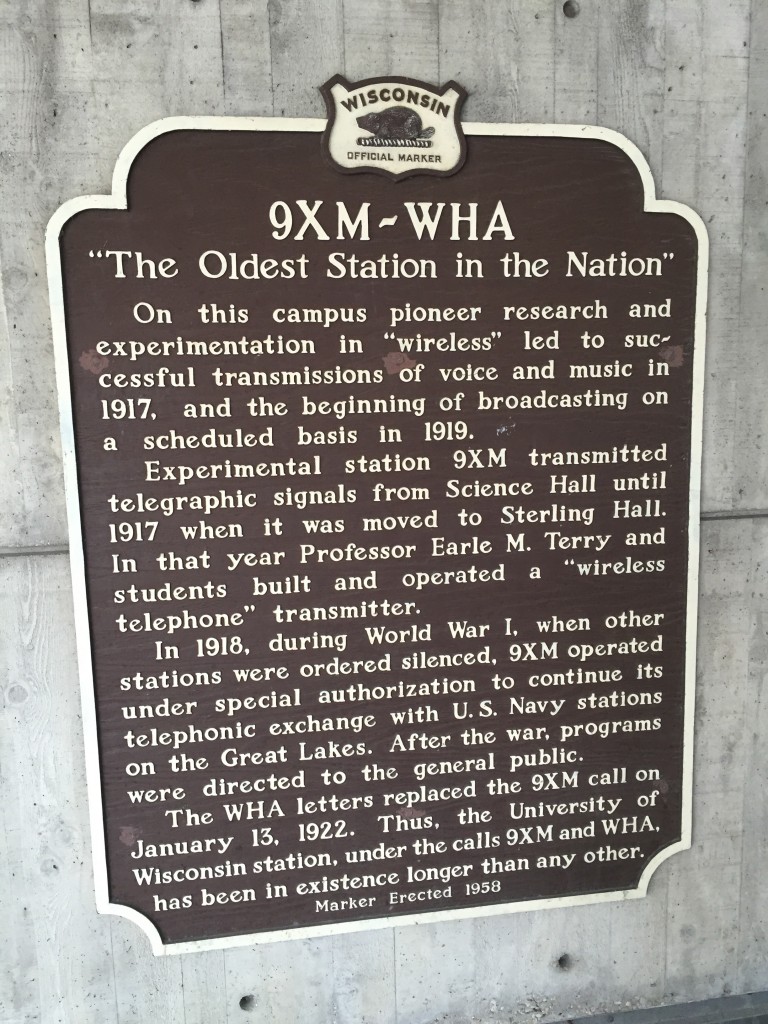 WISCONSIN
OFFICIAL MARKER
9XM~WHA
“The Oldest Station in the Nation”
On this campus pioneer research and
experimentation in “wireless” led to suc-
cessful transmissions of voice and music in
1917, and the beginning of broadcasting on
a scheduled basis in 1919.
Experimental station 9XM transmitted
telegraphic signals from Science Hall until
1917 when it was moved to Sterling Hall.
In that year Professor Earle M. Terry and
students built and operated a “wireless
telephone” transmitter.
In 1918, during World War I, when other
stations were ordered silenced, 9XM operated
under special authorization to continue its
telephonic exchange with U.S. Navy stations
on the Great Lakes. After the war, programs
were directed to the general public.
The WHA letters replaced the 9XM call on
January 13, 1922. Thus, the University of
Wisconsin station, under the calls 9XM and WHA,
has been in existence longer than any other.
Marker Erected 1958